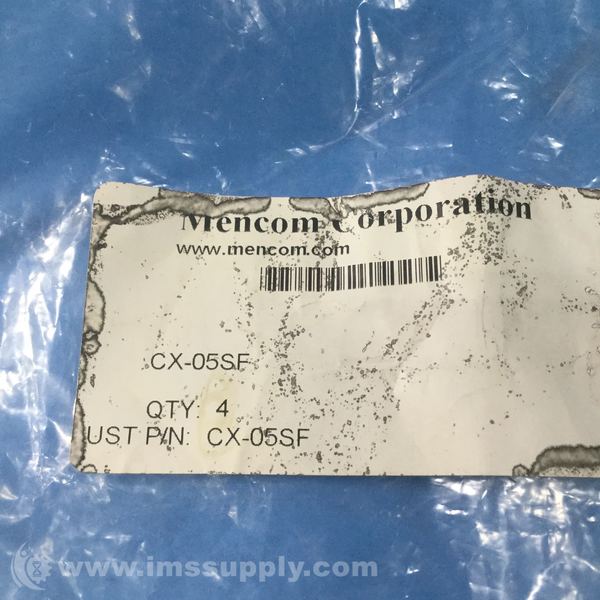 Mencom Corporation
www.mencom.com
CX-05SF
QTY: 4
UST P/N: CX-05SF
www.imssupply.com